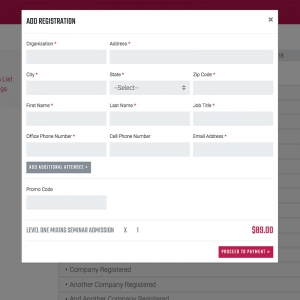 ADD REGISTRATION ×
Organization * Address *
City * State * Zip Code *
--Select--
First Name * Last Name * Job Title *
Office Phone Number * Cell Phone Number Email Address *
ADD ADDITIONAL ATTENDEE +
Promo Code
LEVEL ONE MIXING SEMINAR ADMISSION X 1 $89.00
PROCEED TO PAYMENT
List
gs
Company Registered
Another Company Registered
And Another Company Registered